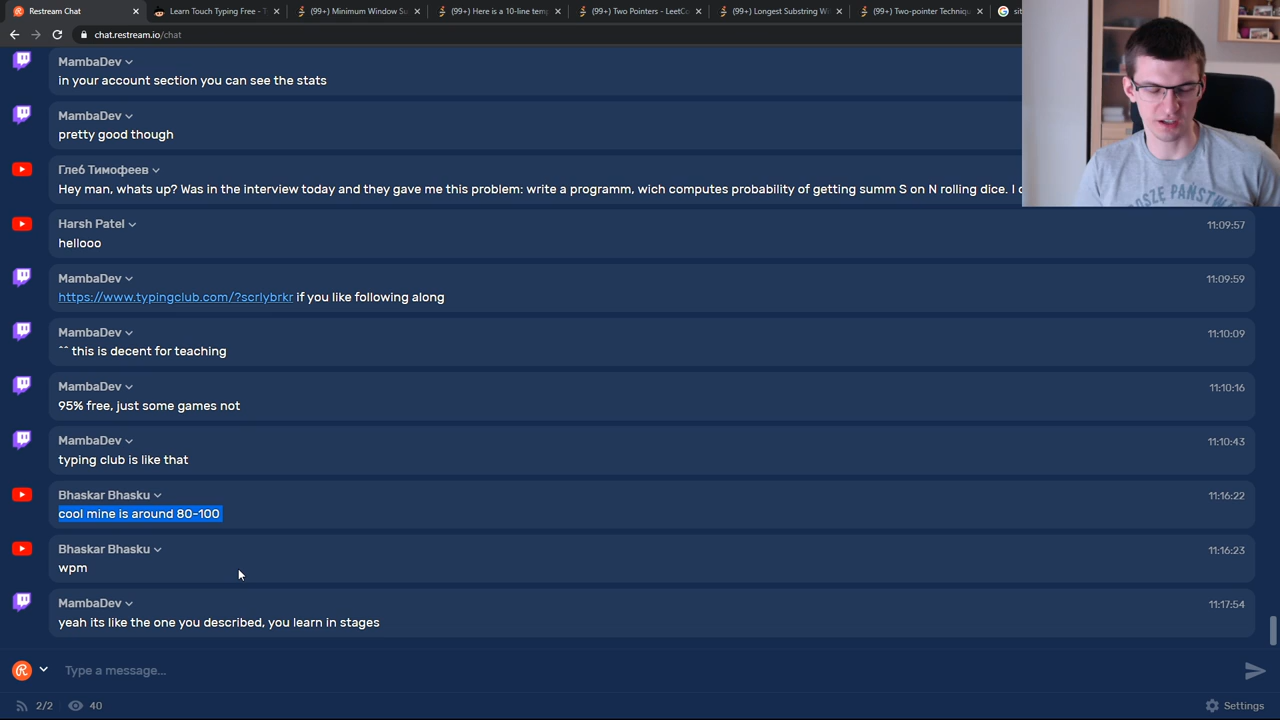 Restream Chat
Learn Touch Typing Free - T
(99+) Minimum Window Su
(99+) Here is a 10-line temp
(99+) Two Pointers - LeetCo
(99+) Longest Substring Wi
(99+) Two-pointer Techniqu
sit
chat.restream.io/chat
MambaDev
in your account section you can see the stats
MambaDev
pretty good though
Глеб Тимофеев
Hey man, whats up? Was in the interview today and they gave me this problem: write a programm, wich computes probability of getting summ S on N rolling dice. I
Harsh Patel
11:09:57
hellooo
MambaDev
11:09:59
https://www.typingclub.com/?scrlybrkr if you like following along
MambaDev
11:10:09
^^ this is decent for teaching
MambaDev
11:10:16
95% free, just some games not
MambaDev
11:10:43
typing club is like that
Bhaskar Bhasku
11:16:22
cool mine is around 80-100
Bhaskar Bhasku
11:16:23
wpm
MambaDev
11:17:54
yeah its like the one you described, you learn in stages
Type a message...
2/2
40
Settings